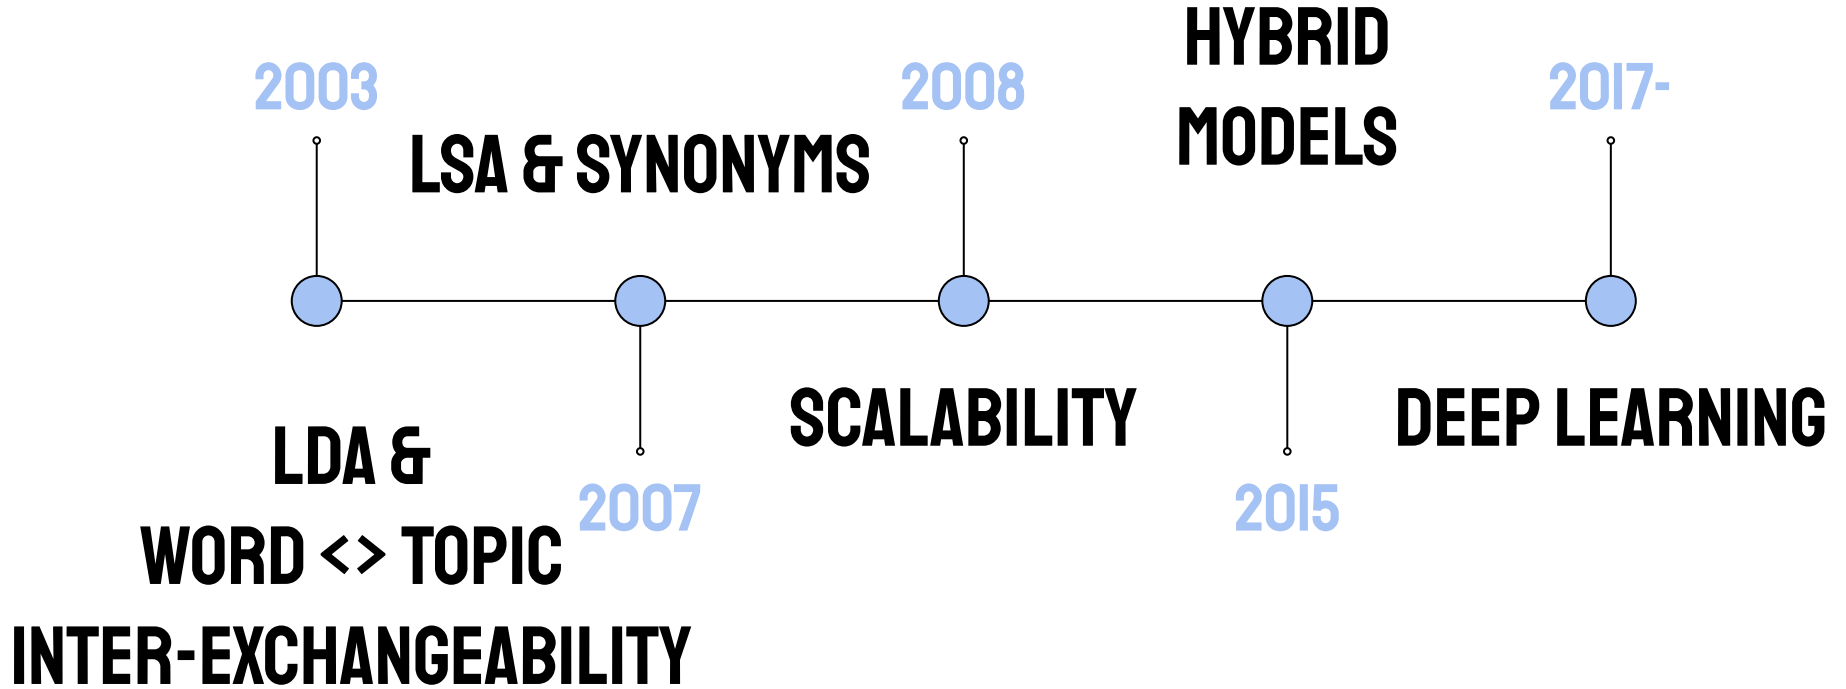 2003
LDA &
WORD <> TOPIC
INTER-EXCHANGEABILITY
LSA & SYNONYMS
2007
2008
SCALABILITY
HYBRID
MODELS
2015
2017-
DEEP LEARNING